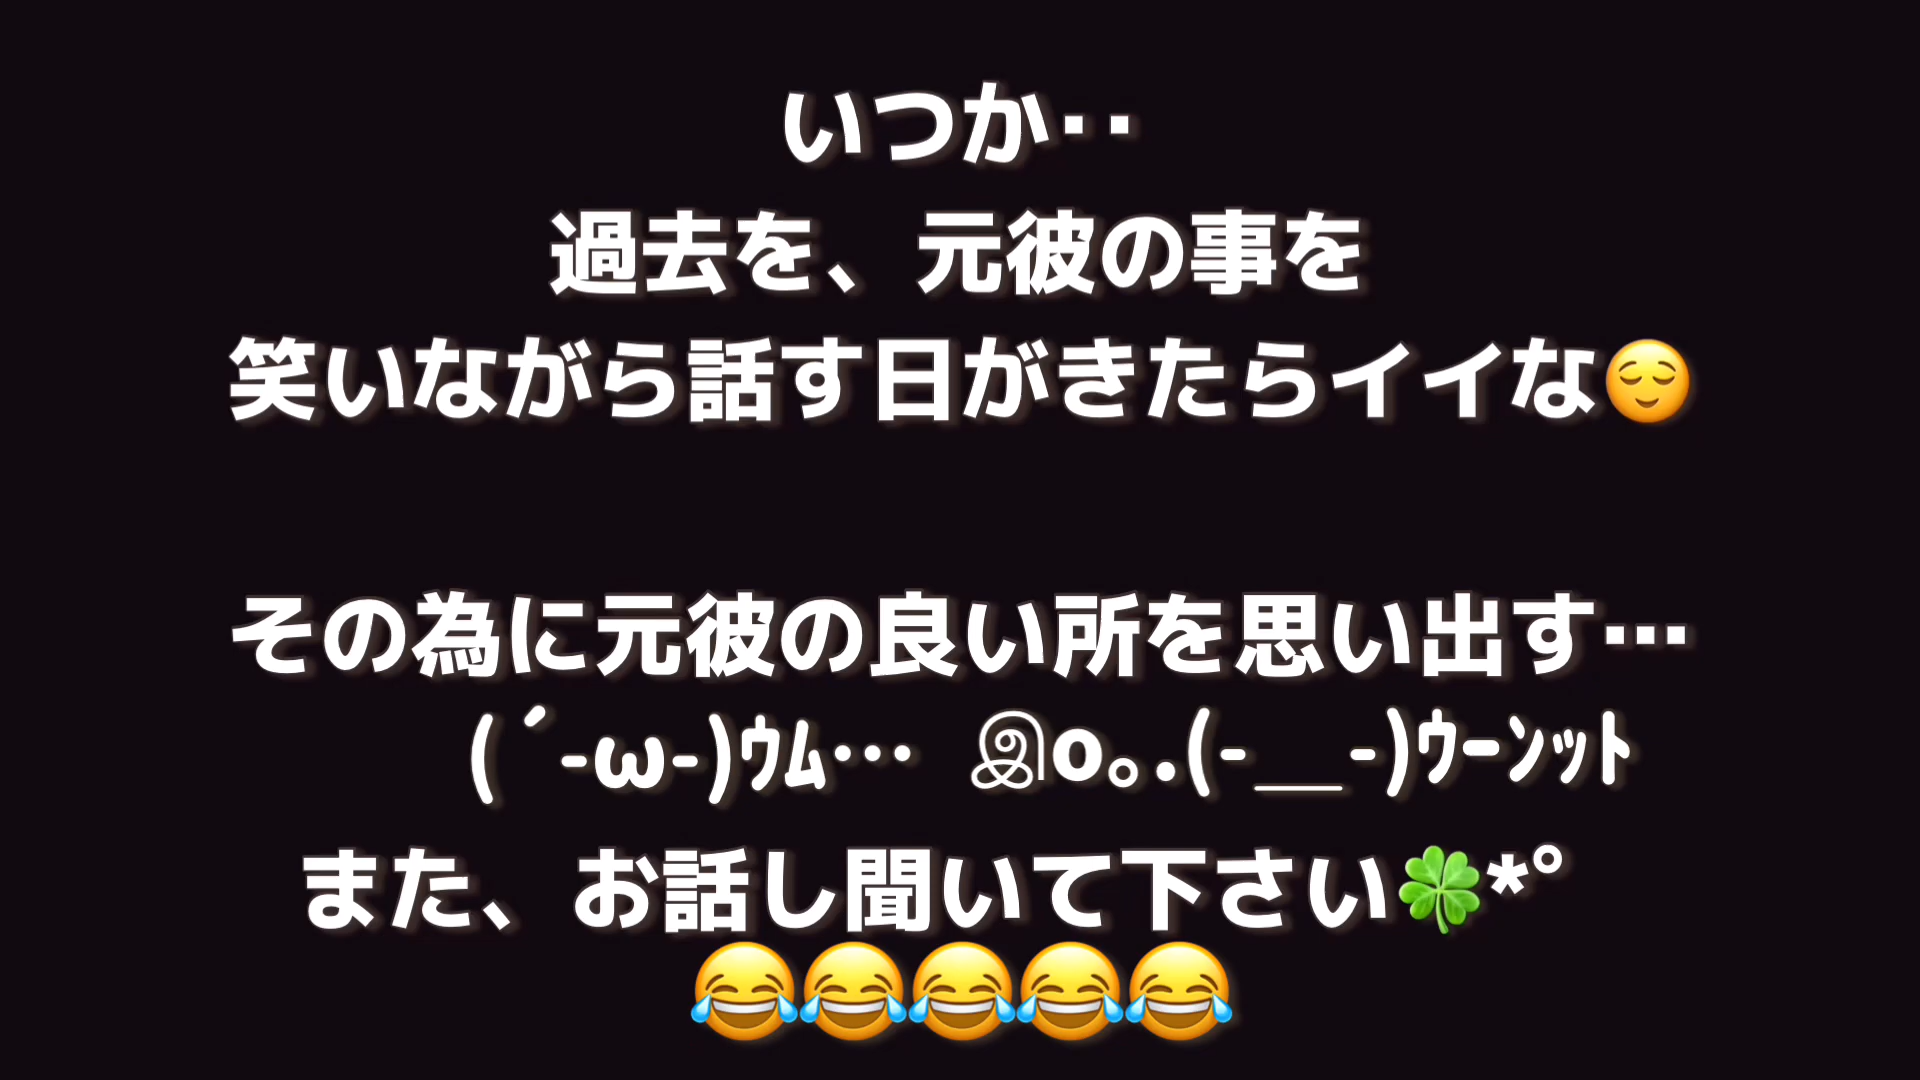 いつか‥
過去を、元彼の事を
笑いながら話す日がきたらイイな😌
その為に元彼の良い所を思い出す…
(´-ω-)ｳﾑ… இo｡.(-＿-)ｳｰﾝｯﾄ
また、お話し聞いて下さい🍀*°
😂😂😂😂😂